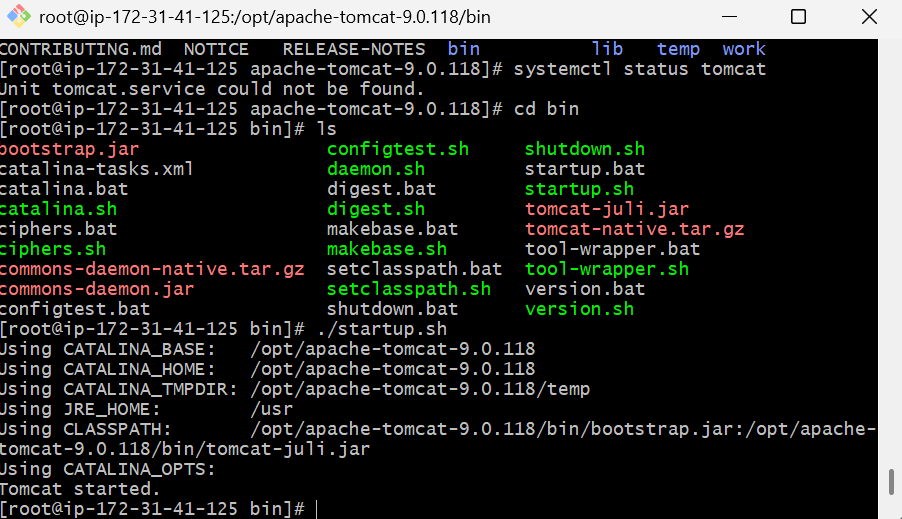 root@ip-172-31-41-125:/opt/apache-tomcat-9.0.118/bin
CONTRIBUTING.md  NOTICE   RELEASE-NOTES  bin          lib   temp  work
[root@ip-172-31-41-125 apache-tomcat-9.0.118]# systemctl status tomcat
Unit tomcat.service could not be found.
[root@ip-172-31-41-125 apache-tomcat-9.0.118]# cd bin
[root@ip-172-31-41-125 bin]# ls
bootstrap.jar                 configtest.sh     shutdown.sh
catalina-tasks.xml            daemon.sh         startup.bat
catalina.bat                  digest.bat        startup.sh
catalina.sh                   digest.sh         tomcat-juli.jar
ciphers.bat                   makebase.bat      tomcat-native.tar.gz
ciphers.sh                    makebase.sh       tool-wrapper.bat
commons-daemon-native.tar.gz  setclasspath.bat  tool-wrapper.sh
commons-daemon.jar            setclasspath.sh   version.bat
configtest.bat                shutdown.bat      version.sh
[root@ip-172-31-41-125 bin]# ./startup.sh
Using CATALINA_BASE:   /opt/apache-tomcat-9.0.118
Using CATALINA_HOME:   /opt/apache-tomcat-9.0.118
Using CATALINA_TMPDIR: /opt/apache-tomcat-9.0.118/temp
Using JRE_HOME:        /usr
Using CLASSPATH:       /opt/apache-tomcat-9.0.118/bin/bootstrap.jar:/opt/apache-
tomcat-9.0.118/bin/tomcat-juli.jar
Using CATALINA_OPTS:
Tomcat started.
[root@ip-172-31-41-125 bin]#